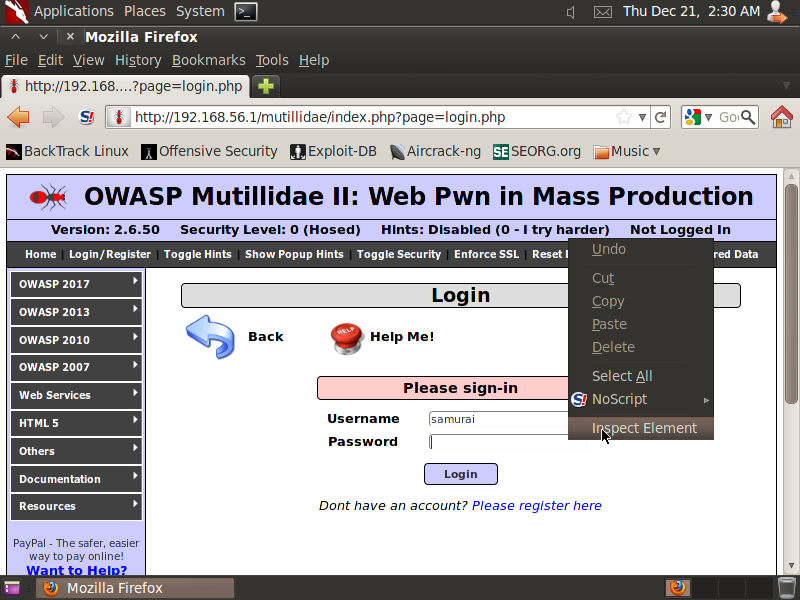 Applications Places System Thu Dec 21, 2:30 AM
Mozilla Firefox
File Edit View History Bookmarks Tools Help
http://192.168....?page=login.php
http://192.168.56.1/mutillidae/index.php?page=login.php
BackTrack Linux Offensive Security Exploit-DB Aircrack-ng SEORG.org Music
OWASP Mutillidae II: Web Pwn in Mass Production
Version: 2.6.50 Security Level: 0 (Hosed) Hints: Disabled (0 - I try harder) Not Logged In
Home | Login/Register | Toggle Hints | Show Popup Hints | Toggle Security | Enforce SSL | Reset Data
Undo
Cut
Copy
Paste
Delete
Select All
NoScript
Inspect Element
OWASP 2017
OWASP 2013
OWASP 2010
OWASP 2007
Web Services
HTML 5
Others
Documentation
Resources
PayPal - The safer, easier
way to pay online!
Want to Help?
Login
Back Help Me!
Please sign-in
Username samurai
Password
Login
Dont have an account? Please register here
Mozilla Firefox